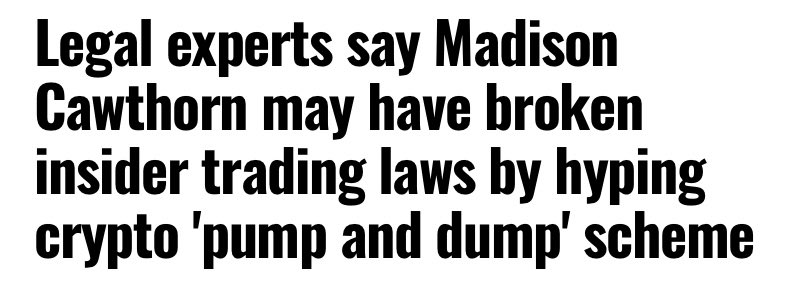 Legal experts say Madison
Cawthorn may have broken
insider trading laws by hyping
crypto 'pump and dump' scheme